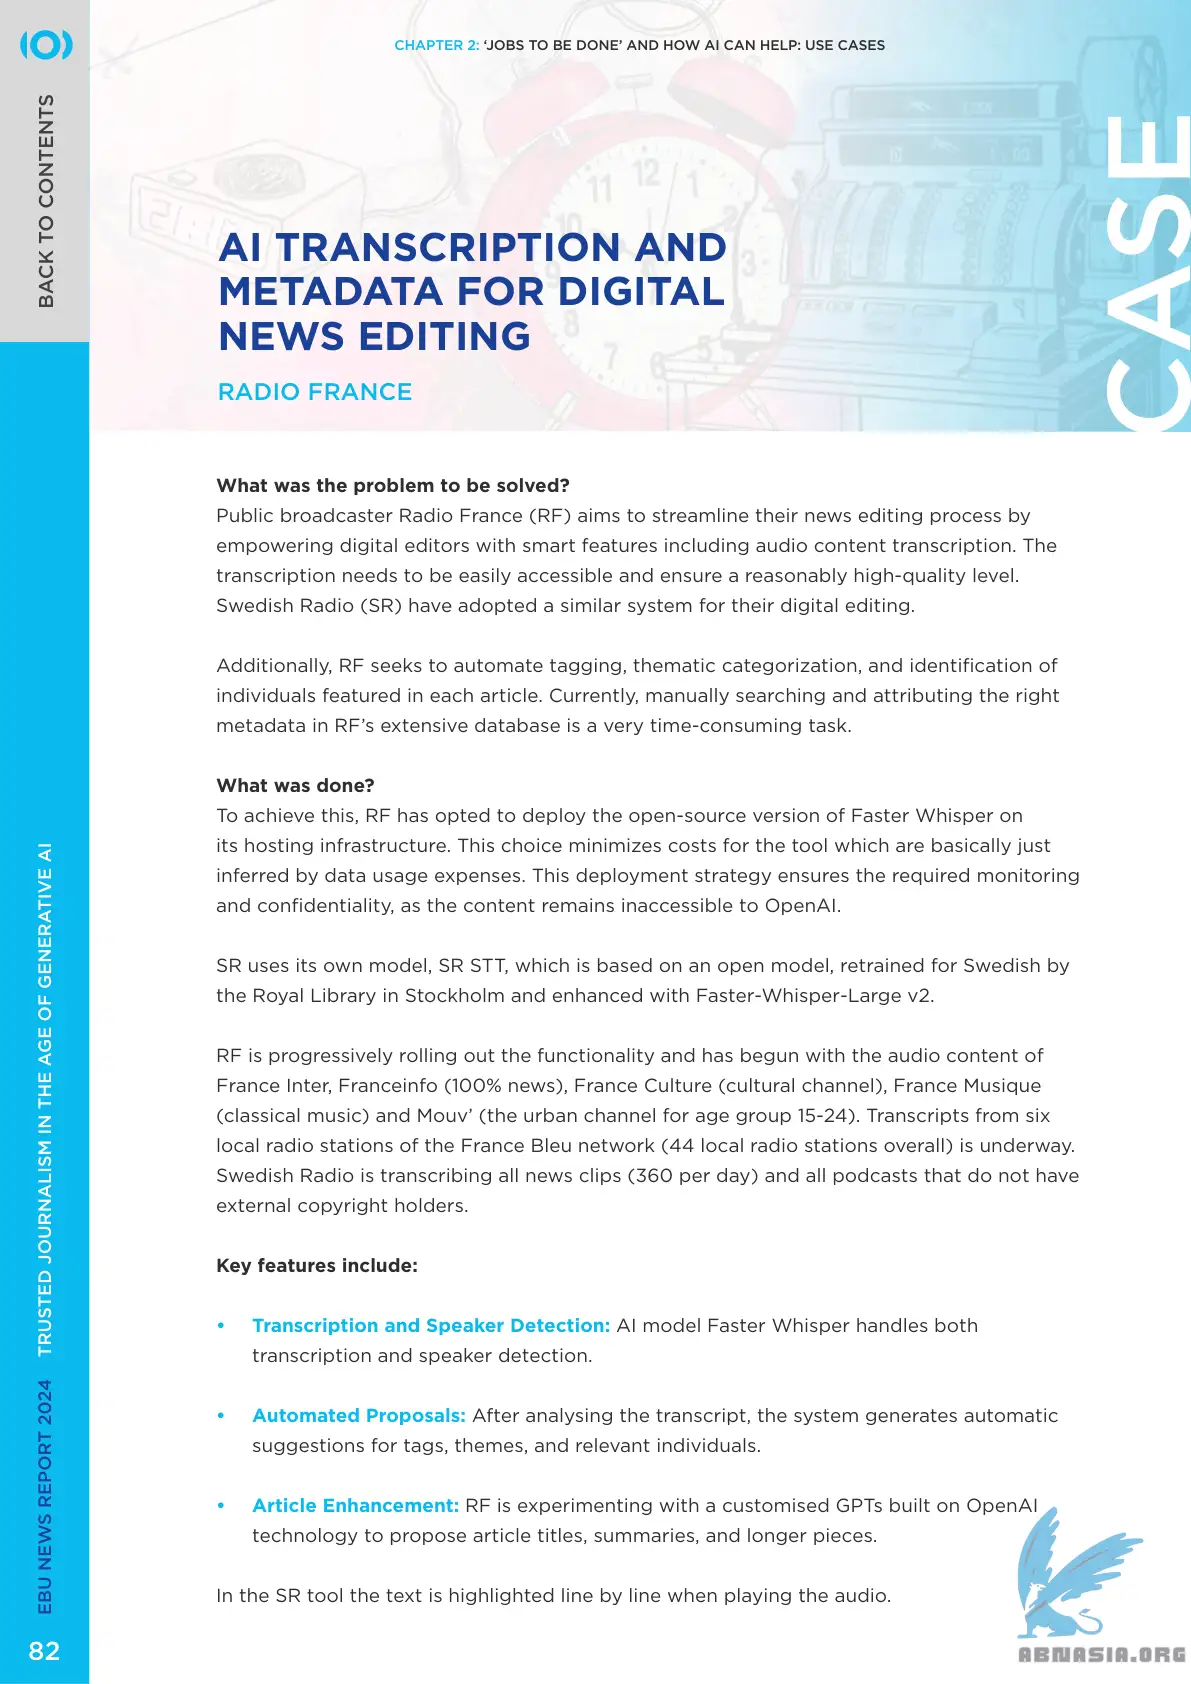 CHAPTER 2: ‘JOBS TO BE DONE’ AND HOW AI CAN HELP: USE CASES
BACK TO CONTENTS
CASE
12
1
11
2
3
4
5
7
8
AI TRANSCRIPTION AND
METADATA FOR DIGITAL
NEWS EDITING
RADIO FRANCE
What was the problem to be solved?
Public broadcaster Radio France (RF) aims to streamline their news editing process by
empowering digital editors with smart features including audio content transcription. The
transcription needs to be easily accessible and ensure a reasonably high-quality level.
Swedish Radio (SR) have adopted a similar system for their digital editing.
Additionally, RF seeks to automate tagging, thematic categorization, and identification of
individuals featured in each article. Currently, manually searching and attributing the right
metadata in RF’s extensive database is a very time-consuming task.
What was done?
To achieve this, RF has opted to deploy the open-source version of Faster Whisper on
its hosting infrastructure. This choice minimizes costs for the tool which are basically just
inferred by data usage expenses. This deployment strategy ensures the required monitoring
and confidentiality, as the content remains inaccessible to OpenAI.
SR uses its own model, SR STT, which is based on an open model, retrained for Swedish by
the Royal Library in Stockholm and enhanced with Faster-Whisper-Large v2.
RF is progressively rolling out the functionality and has begun with the audio content of
France Inter, Franceinfo (100% news), France Culture (cultural channel), France Musique
(classical music) and Mouv’ (the urban channel for age group 15-24). Transcripts from six
local radio stations of the France Bleu network (44 local radio stations overall) is underway.
Swedish Radio is transcribing all news clips (360 per day) and all podcasts that do not have
external copyright holders.
Key features include:
• Transcription and Speaker Detection: AI model Faster Whisper handles both
transcription and speaker detection.
• Automated Proposals: After analysing the transcript, the system generates automatic
suggestions for tags, themes, and relevant individuals.
• Article Enhancement: RF is experimenting with a customised GPTs built on OpenAI
technology to propose article titles, summaries, and longer pieces.
In the SR tool the text is highlighted line by line when playing the audio.
EBU NEWS REPORT 2024 TRUSTED JOURNALISM IN THE AGE OF GENERATIVE AI
82
ABNASIA.ORG